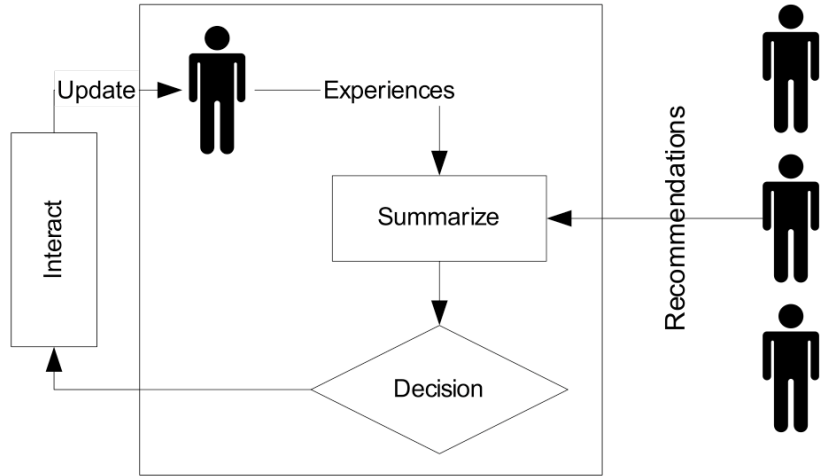 Update
Experiences
Interact
Summarize
Recommendations
Decision